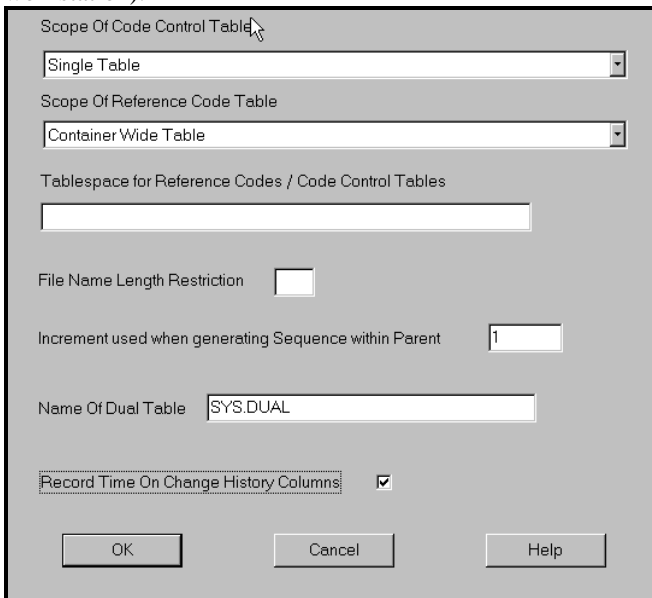 Scope Of Code Control Table
Single Table
Scope Of Reference Code Table
Container Wide Table
Tablespace for Reference Codes / Code Control Tables
File Name Length Restriction
Increment used when generating Sequence within Parent 1
Name Of Dual Table SYS.DUAL
Record Time On Change History Columns
OK Cancel Help